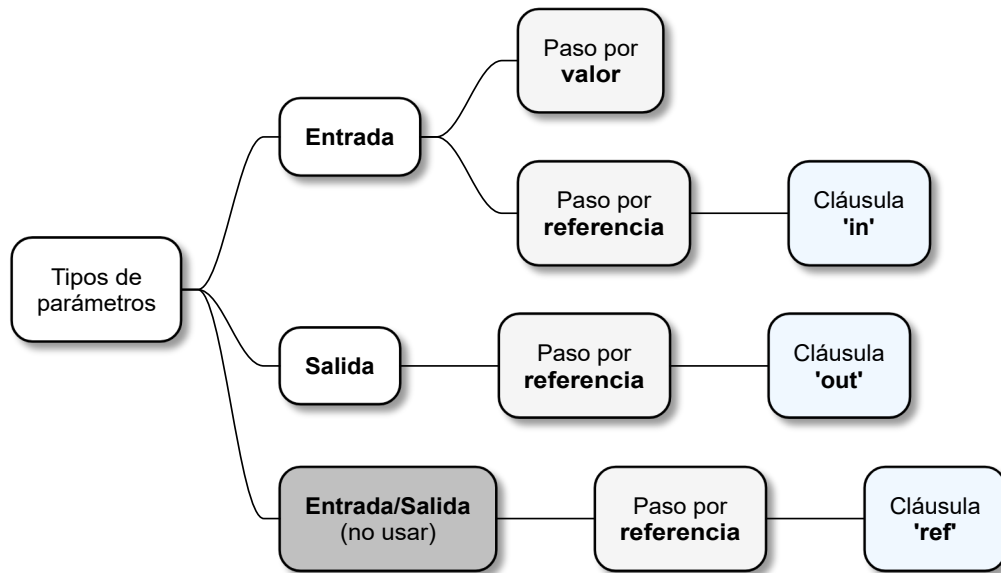 Tipos de
parámetros
Entrada
Paso por
valor
Paso por
referencia
Cláusula
'in'
Salida
Paso por
referencia
Cláusula
'out'
Entrada/Salida
(no usar)
Paso por
referencia
Cláusula
'ref'